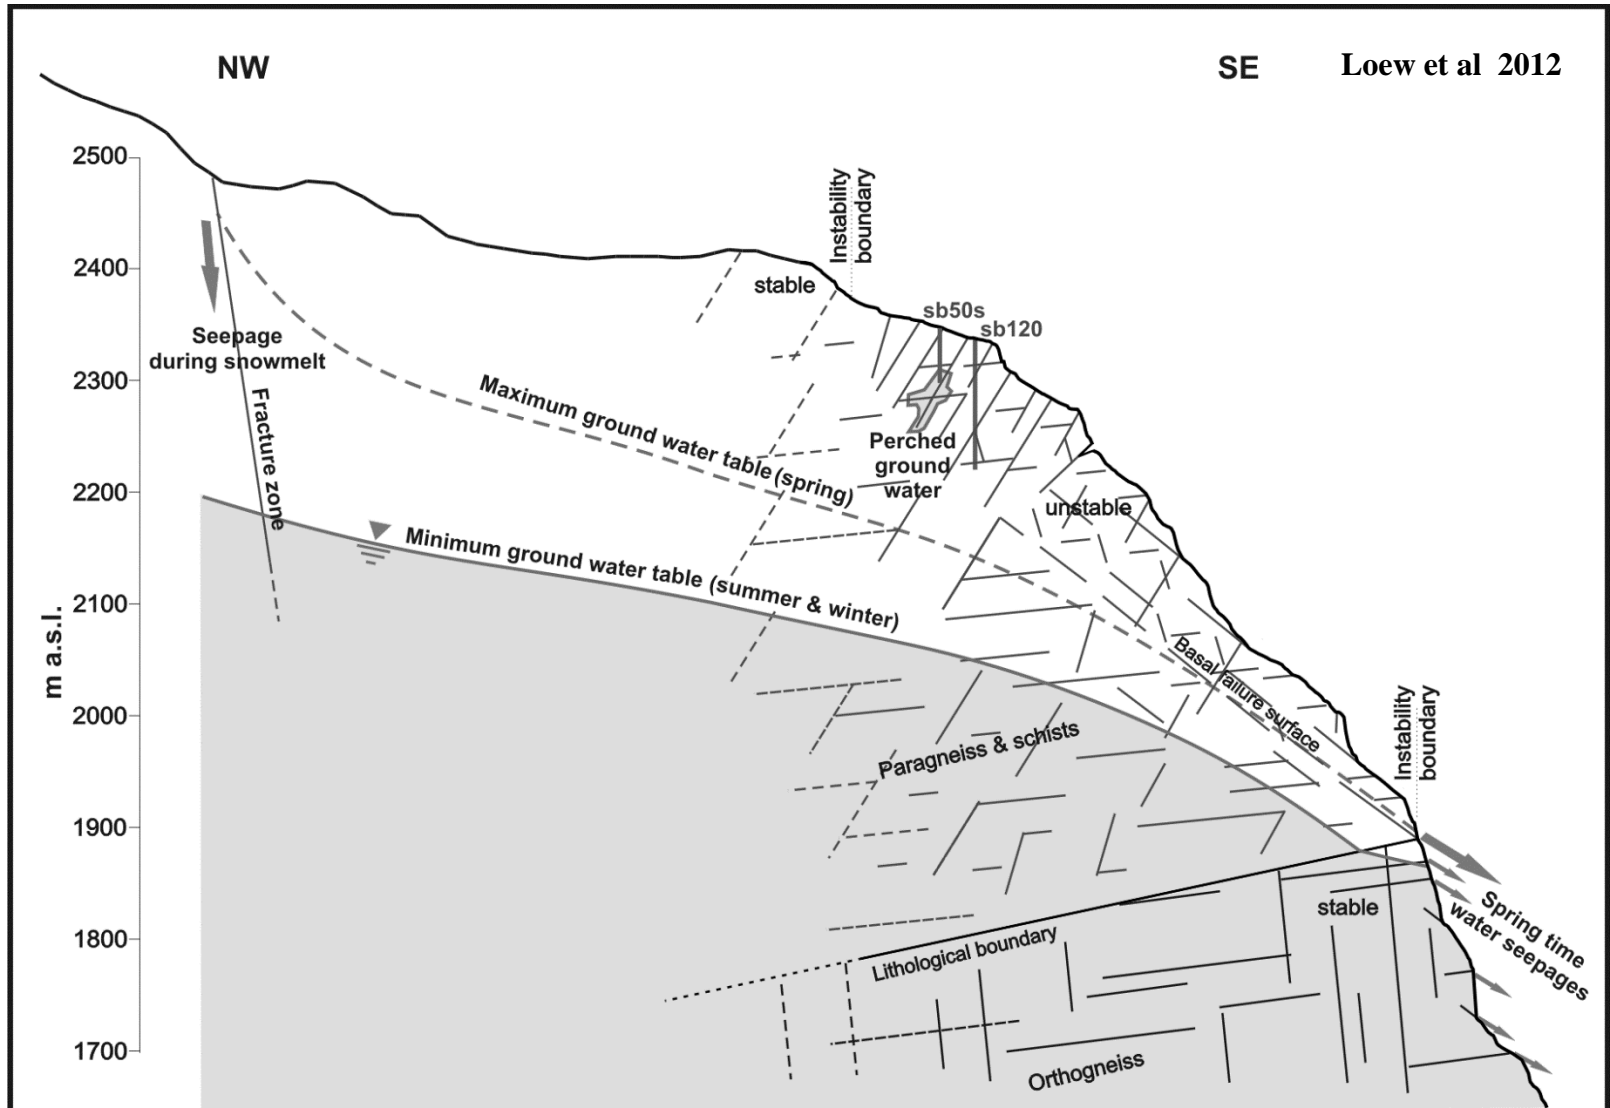 NW
SE
Loew et al 2012
2500
2400
2300
2200
2100
2000
1900
1800
1700
m a.s.l.
Instability
boundary
stable
sb50s
sb120
Seepage
during snowmelt
Fracture zone
Maximum ground water table (spring)
Perched
ground
water
unstable
Minimum ground water table (summer & winter)
Basal failure surface
Instability
boundary
Paragneiss & schists
stable
Spring time
water seepages
Lithological boundary
Orthogneiss